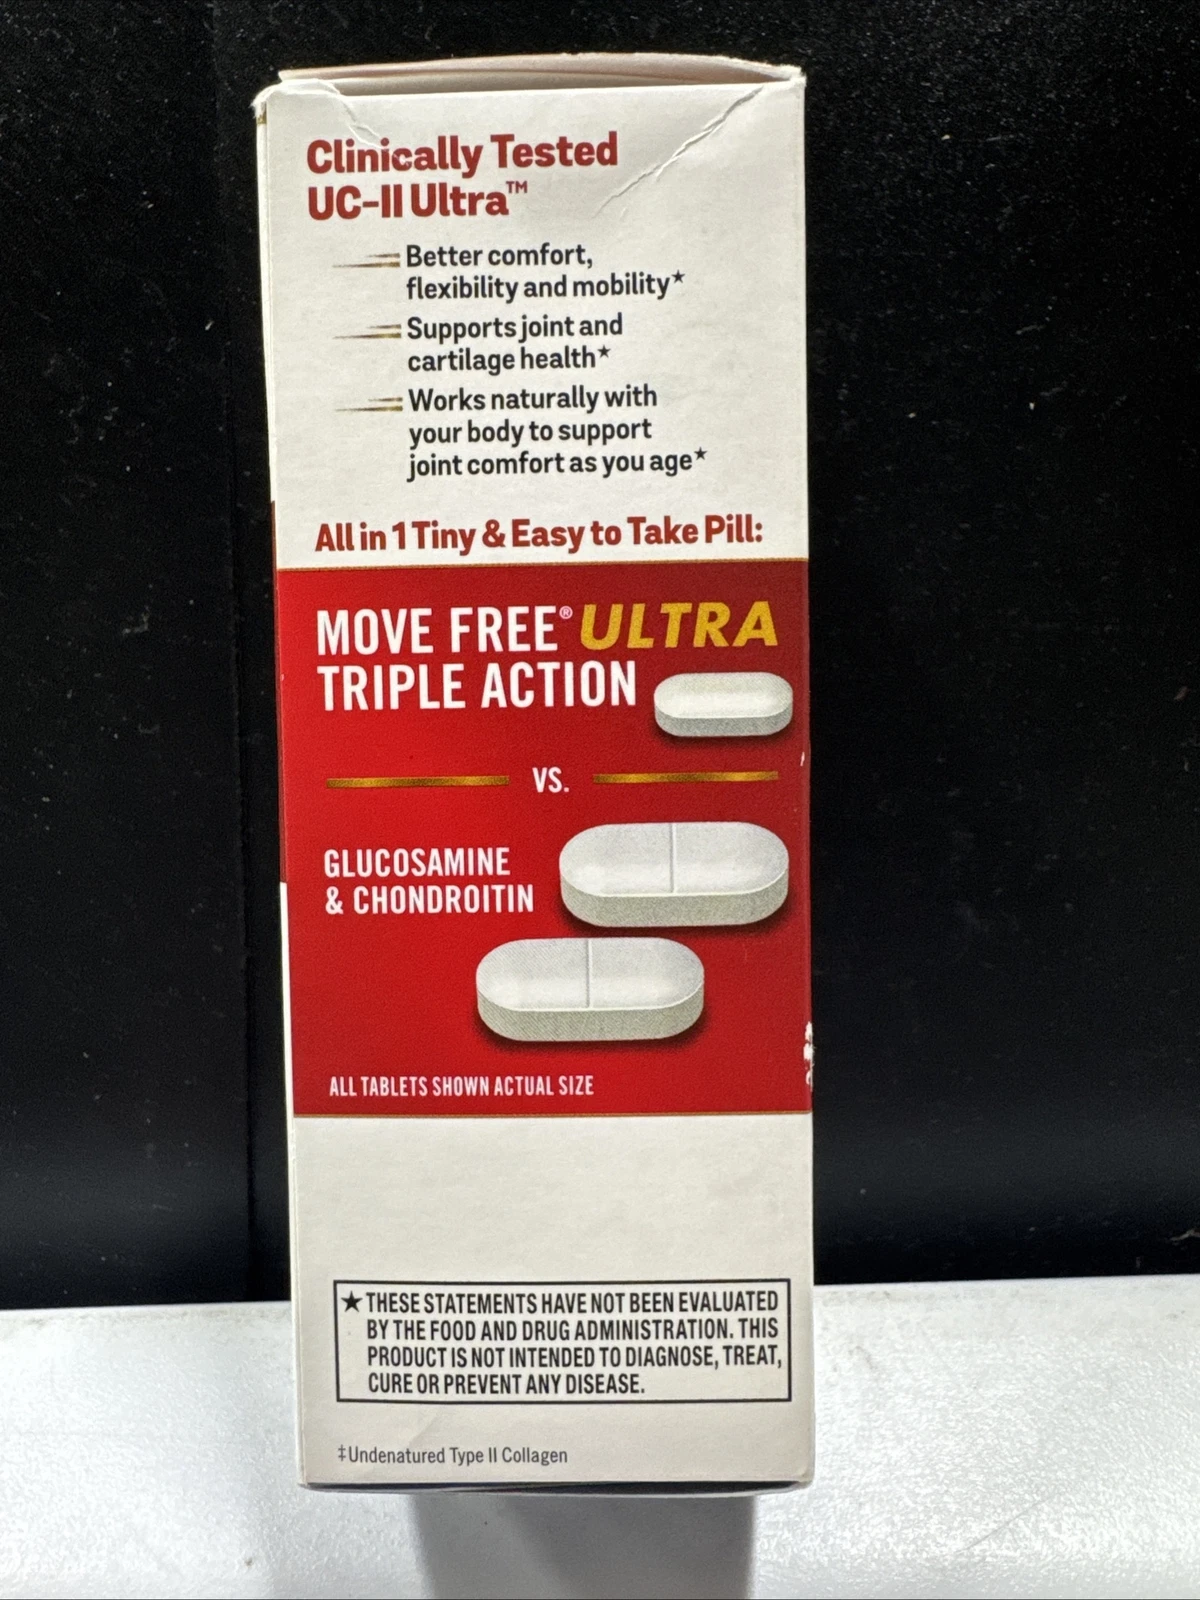 Clinically Tested
UC-II Ultra™
Better comfort,
flexibility and mobility★
Supports joint and
cartilage health★
Works naturally with
your body to support
joint comfort as you age★
All in 1 Tiny & Easy to Take Pill:
MOVE FREE® ULTRA
TRIPLE ACTION
VS.
GLUCOSAMINE
& CHONDROITIN
ALL TABLETS SHOWN ACTUAL SIZE
★THESE STATEMENTS HAVE NOT BEEN EVALUATED
BY THE FOOD AND DRUG ADMINISTRATION. THIS
PRODUCT IS NOT INTENDED TO DIAGNOSE, TREAT,
CURE OR PREVENT ANY DISEASE.
‡Undenatured Type II Collagen